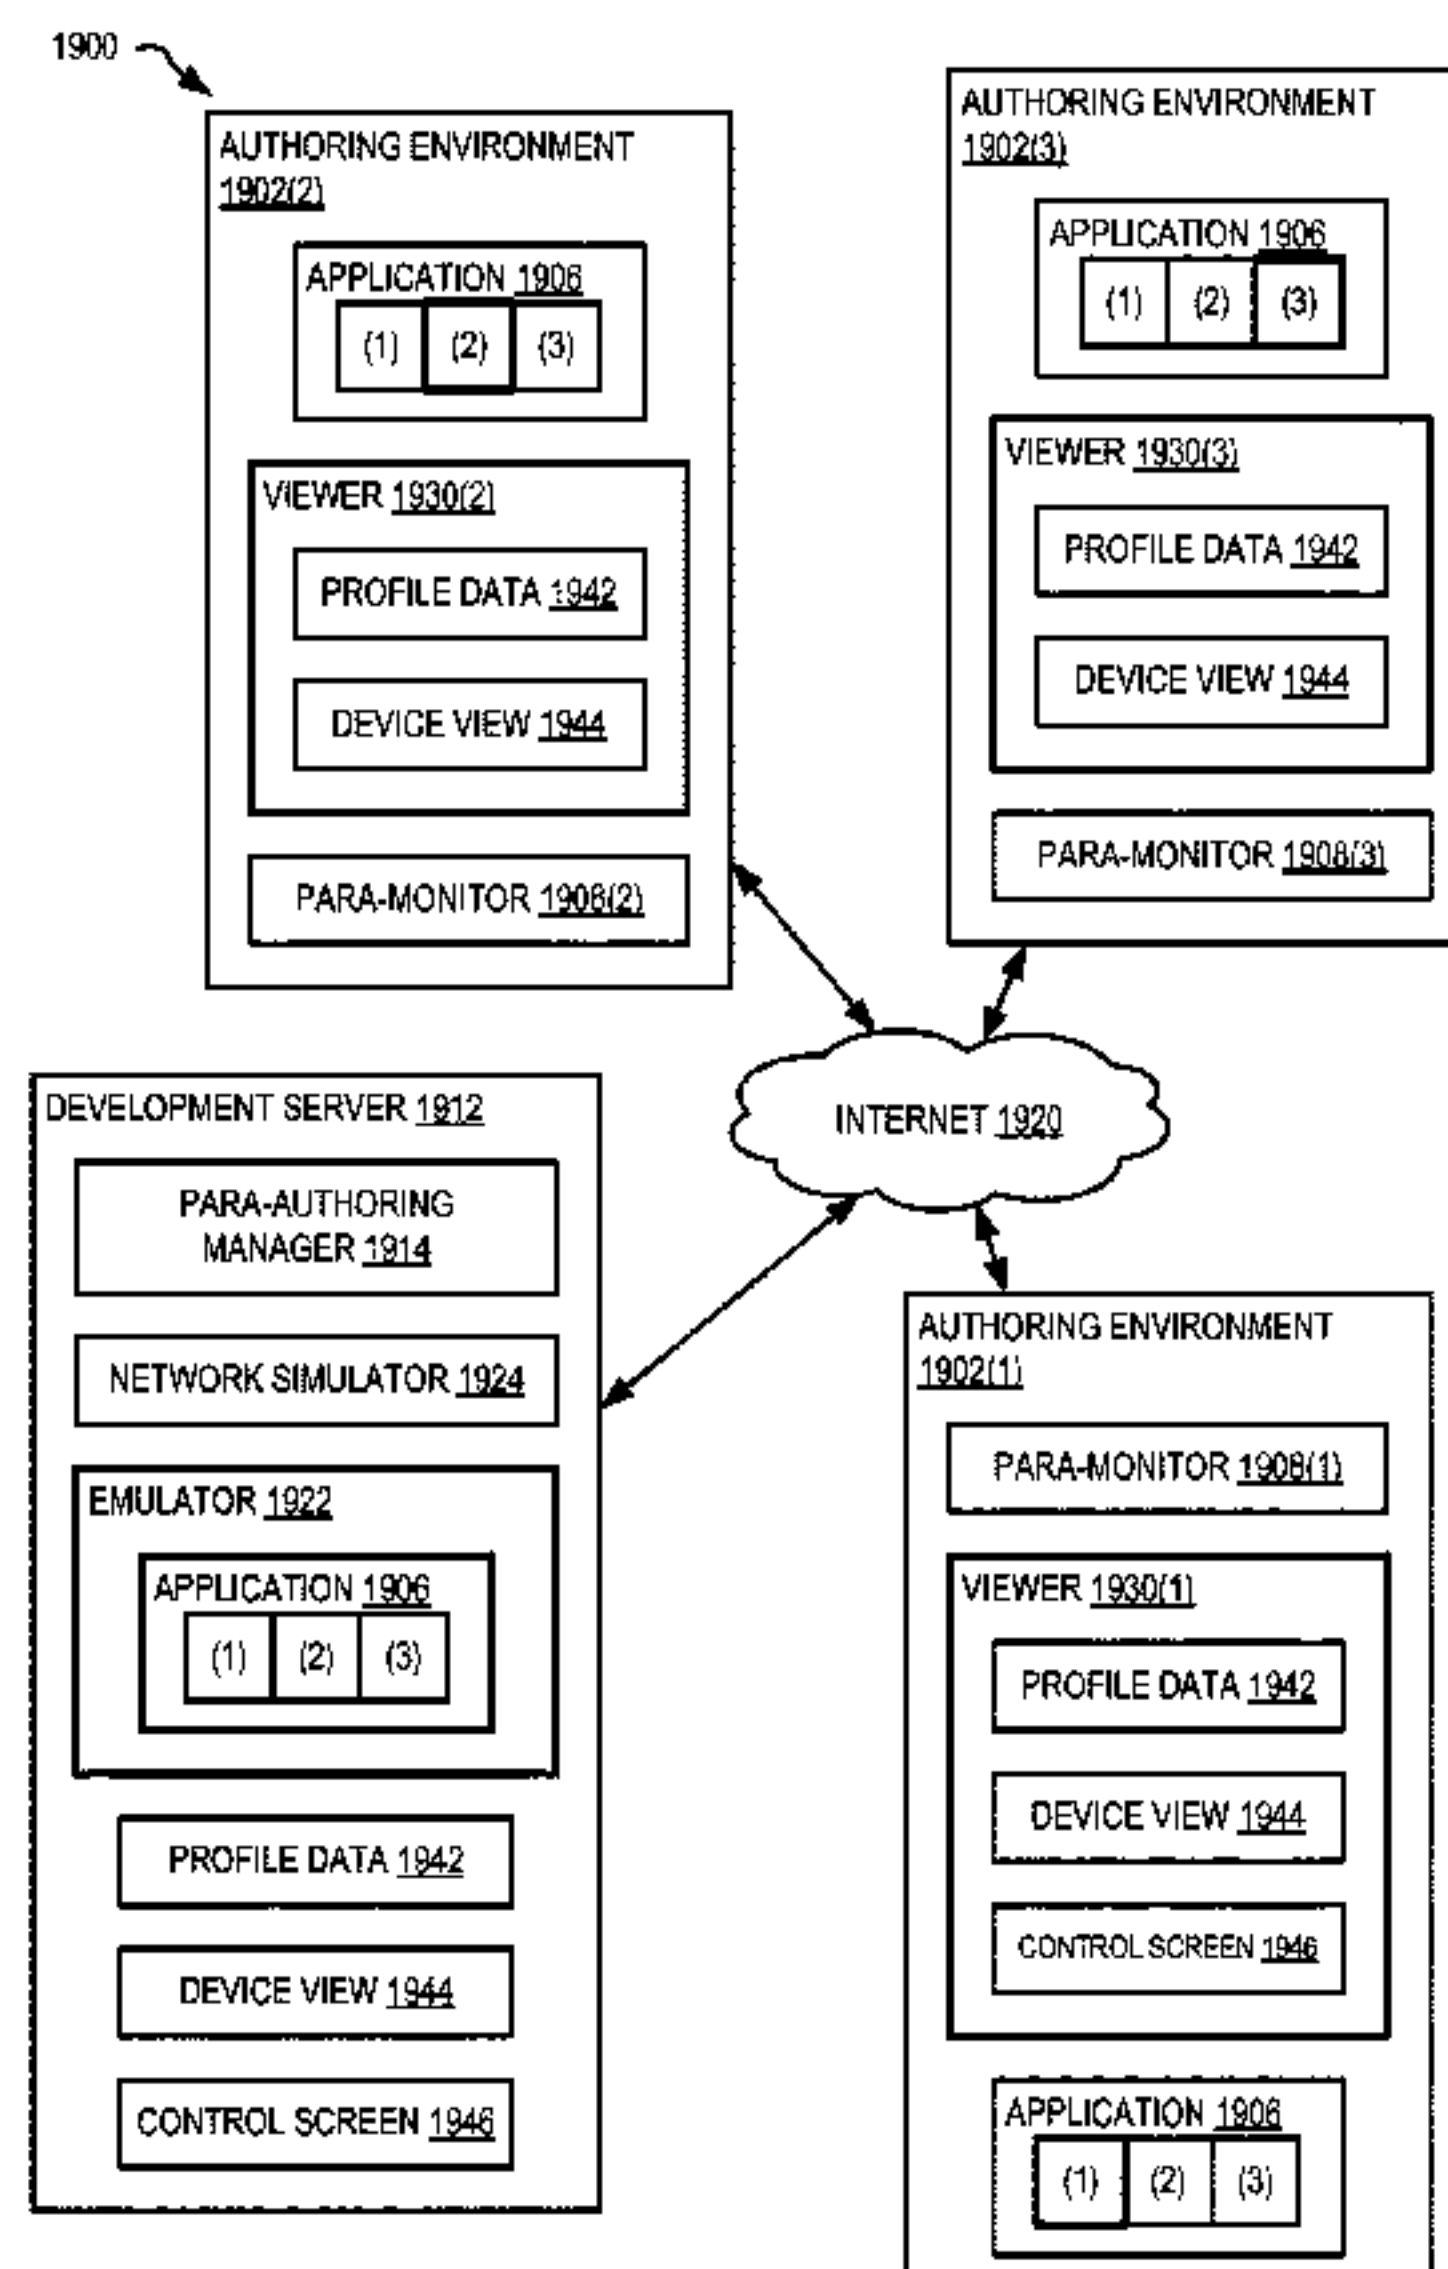 1900
AUTHORING ENVIRONMENT
1902(2)
APPLICATION 1906
(1) (2) (3)
VIEWER 1930(2)
PROFILE DATA 1942
DEVICE VIEW 1944
PARA-MONITOR 1908(2)
AUTHORING ENVIRONMENT
1902(3)
APPLICATION 1906
(1) (2) (3)
VIEWER 1930(3)
PROFILE DATA 1942
DEVICE VIEW 1944
PARA-MONITOR 1908(3)
INTERNET 1920
DEVELOPMENT SERVER 1912
PARA-AUTHORING
MANAGER 1914
NETWORK SIMULATOR 1924
EMULATOR 1922
APPLICATION 1906
(1) (2) (3)
PROFILE DATA 1942
DEVICE VIEW 1944
CONTROL SCREEN 1946
AUTHORING ENVIRONMENT
1902(1)
PARA-MONITOR 1908(1)
VIEWER 1930(1)
PROFILE DATA 1942
DEVICE VIEW 1944
CONTROL SCREEN 1946
APPLICATION 1906
(1) (2) (3)